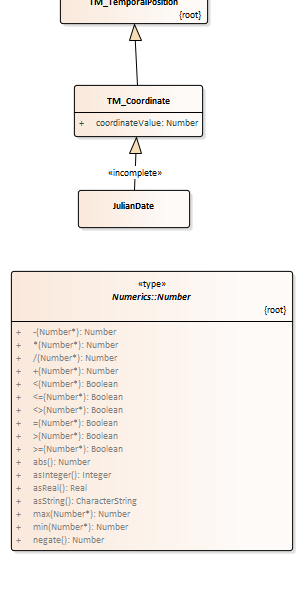 TM_TemporalPosition
{root}
TM_Coordinate
+ coordinateValue: Number
«incomplete»
JulianDate
«type»
Numerics::Number
{root}
+ -(Number*): Number
+ *(Number*): Number
+ /(Number*): Number
+ +(Number*): Number
+ <(Number*): Boolean
+ <=(Number*): Boolean
+ <>(Number*): Boolean
+ =(Number*): Boolean
+ >(Number*): Boolean
+ >=(Number*): Boolean
+ abs(): Number
+ asInteger(): Integer
+ asReal(): Real
+ asString(): CharacterString
+ max(Number*): Number
+ min(Number*): Number
+ negate(): Number